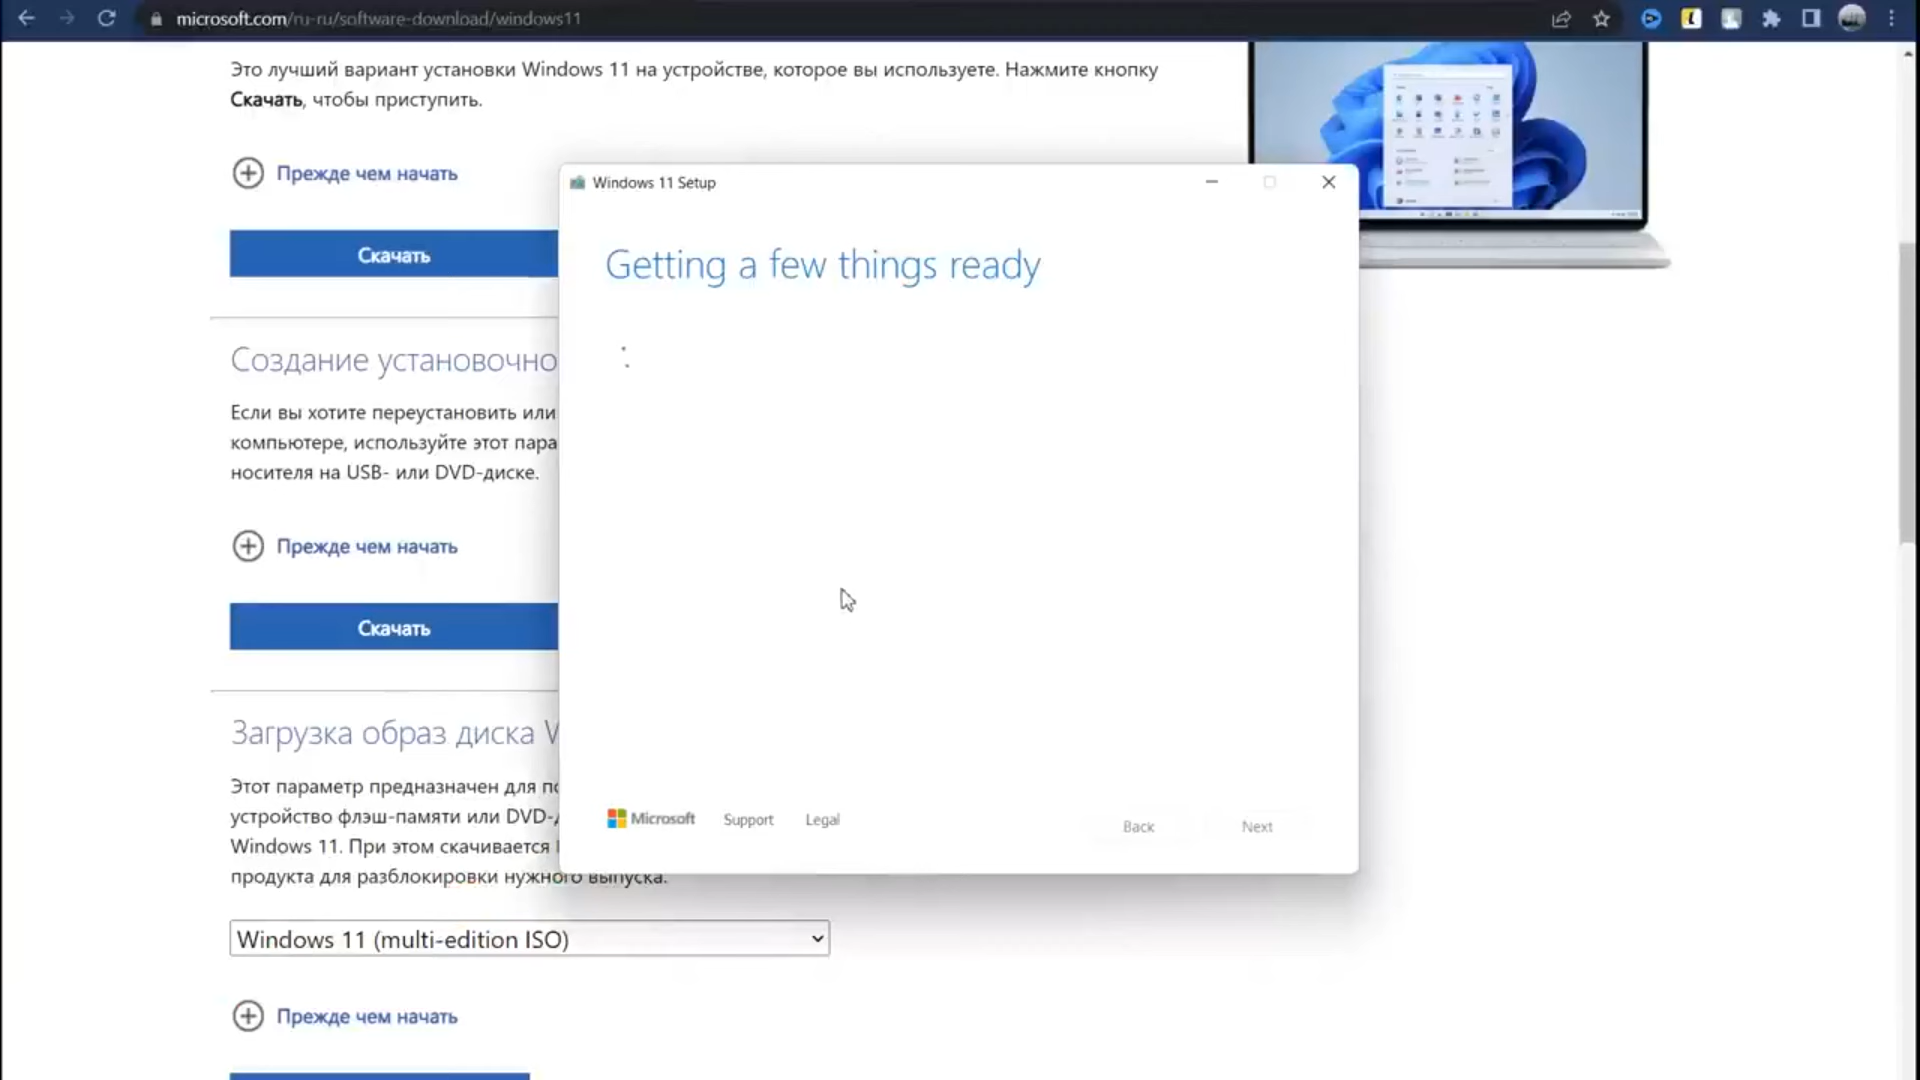 microsoft.com/ru-ru/software-download/windows11
Это лучший вариант установки Windows 11 на устройстве, которое вы используете. Нажмите кнопку
Скачать, чтобы приступить.
Прежде чем начать
Скачать
Создание установочно
Если вы хотите переустановить или
компьютере, используйте этот пара
носителя на USB- или DVD-диске.
Прежде чем начать
Скачать
Загрузка образ диска W
Этот параметр предназначен для по
устройство флэш-памяти или DVD-д
Windows 11. При этом скачивается
продукта для разблокировки нужного выпуска.
Windows 11 (multi-edition ISO)
Прежде чем начать
Windows 11 Setup
Getting a few things ready
Microsoft Support Legal
Back Next